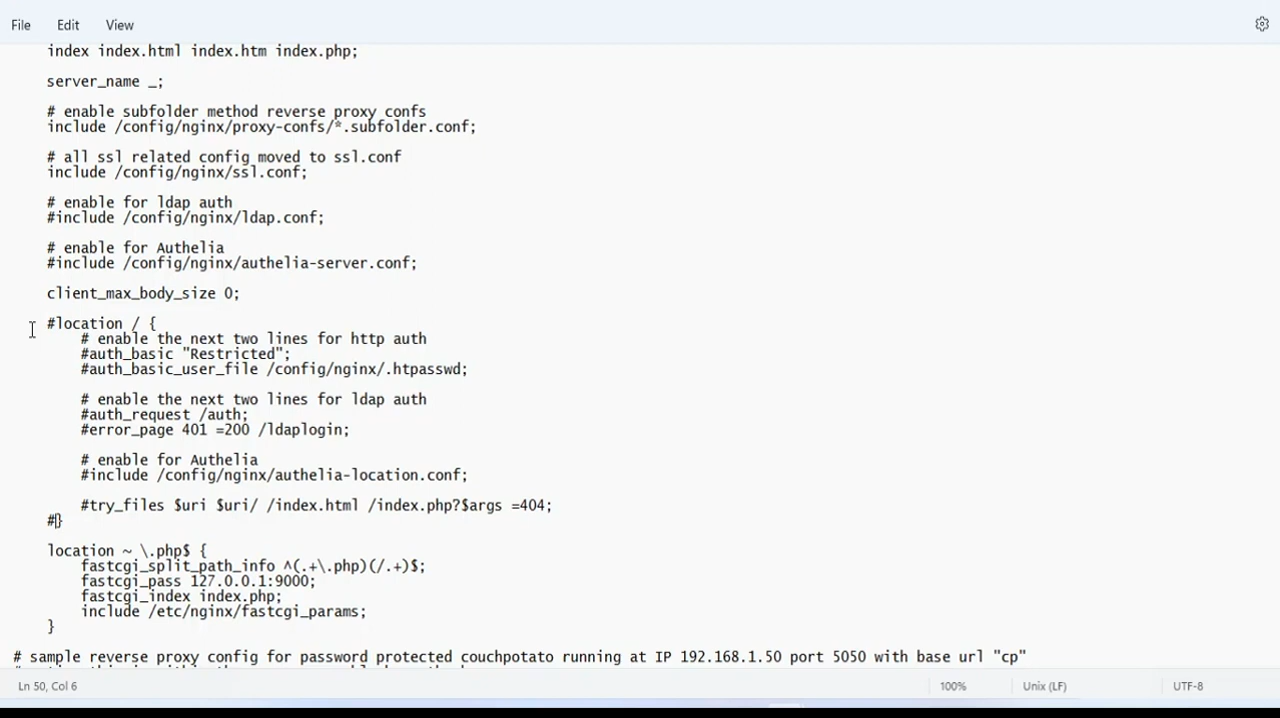 File Edit View
index index.html index.htm index.php;
server_name _;
# enable subfolder method reverse proxy confs
include /config/nginx/proxy-confs/*.subfolder.conf;
# all ssl related config moved to ssl.conf
include /config/nginx/ssl.conf;
# enable for ldap auth
#include /config/nginx/ldap.conf;
# enable for Authelia
#include /config/nginx/authelia-server.conf;
client_max_body_size 0;
#location / {
# enable the next two lines for http auth
#auth_basic "Restricted";
#auth_basic_user_file /config/nginx/.htpasswd;
# enable the next two lines for ldap auth
#auth_request /auth;
#error_page 401 =200 /ldaplogin;
# enable for Authelia
#include /config/nginx/authelia-location.conf;
#try_files $uri $uri/ /index.html /index.php?$args =404;
#}
location ~ \.php$ {
fastcgi_split_path_info ^(.+\.php)(/.+)$;
fastcgi_pass 127.0.0.1:9000;
fastcgi_index index.php;
include /etc/nginx/fastcgi_params;
}
# sample reverse proxy config for password protected couchpotato running at IP 192.168.1.50 port 5050 with base url "cp"
Ln 50, Col 6 100% Unix (LF) UTF-8